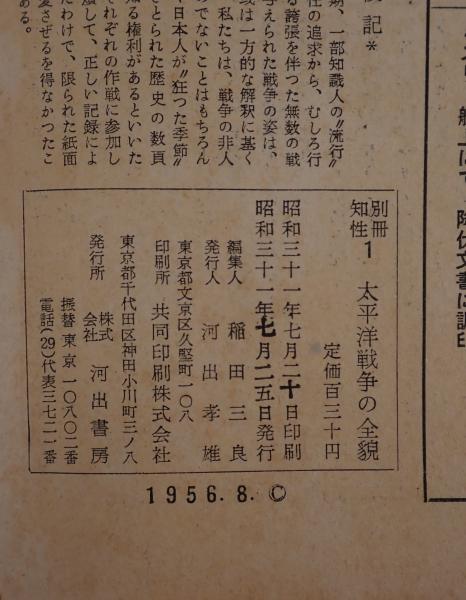 記*
期、一部知識人の〝流行〟
性の追求から、むしろ行
る誇張を伴つた無数の戦
与えられた戦争の姿は、
或は一方的な解釈に基く
私たちは、戦争の非人
のでないことはもちろん
日本人が〝狂つた季節〟
さとられた歴史の数頁
知る権利があるといいた
それぞれの作戦に参加し
慮して、正しい記録によ
たわけで、限られた紙面
愛させるを得なかつたこ
ある。
別冊
知性 1 太平洋戦争の全貌
定価百三十円
昭和三十一年七月二十日印刷
昭和三十一年七月二五日発行
編集人 稲田三良
発行人 河出孝雄
東京都文京区久堅町一〇八
印刷所 共同印刷株式会社
東京都千代田区神田小川町三ノ八
発行所 株式会社 河出書房
振替東京一〇八〇二番
電話(29)代表三七二一番
1956.8.©